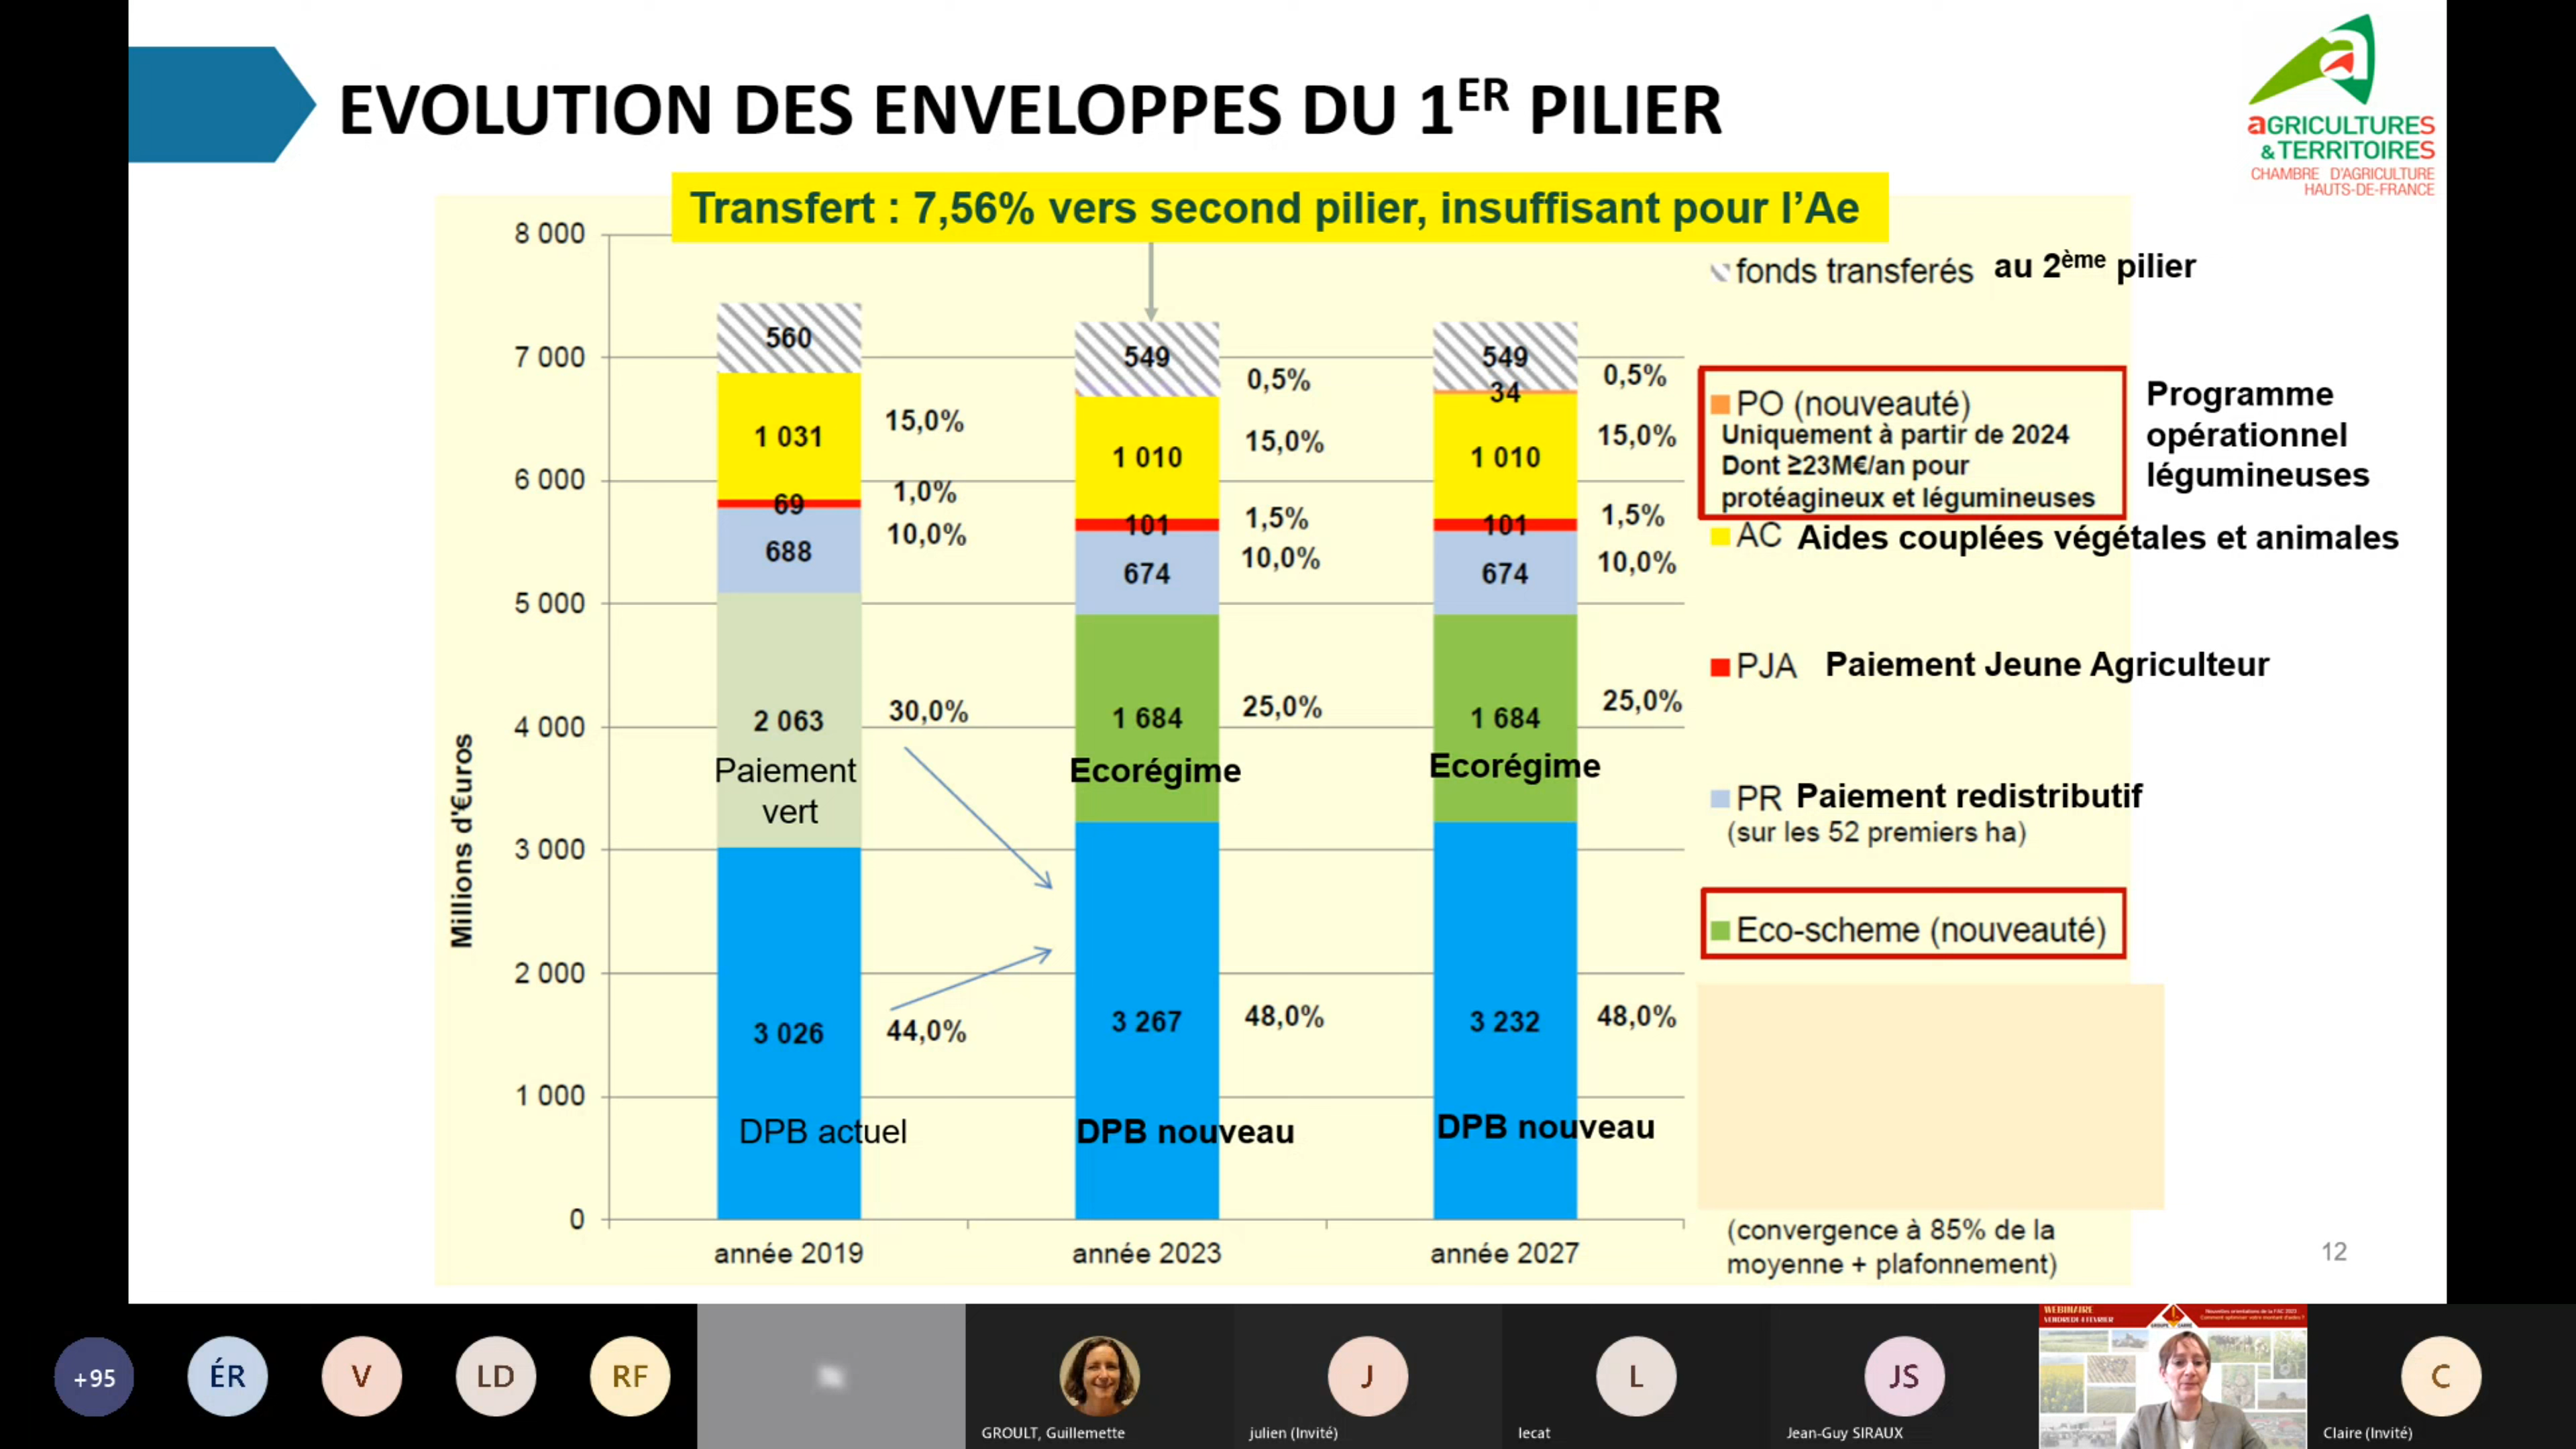 EVOLUTION DES ENVELOPPES DU 1ER PILIER
aGRICULTURES
& TERRITOIRES
CHAMBRE D'AGRICULTURE
HAUTS-DE-FRANCE
Transfert : 7,56% vers second pilier, insuffisant pour l'Ae
Millions d'€uros
8 000
7 000
6 000
5 000
4 000
3 000
2 000
1 000
0
560
1 031
15,0%
69
1,0%
688
10,0%
2 063
30,0%
Paiement
vert
3 026
44,0%
DPB actuel
année 2019
549
0,5%
1 010
15,0%
101
1,5%
674
10,0%
1 684
25,0%
Ecorégime
3 267
48,0%
DPB nouveau
année 2023
549
34
0,5%
1 010
15,0%
101
1,5%
674
10,0%
1 684
25,0%
Ecorégime
3 232
48,0%
DPB nouveau
année 2027
fonds transferés au 2ème pilier
PO (nouveauté)
Uniquement à partir de 2024
Dont ≥23M€/an pour
protéagineux et légumineuses
Programme
opérationnel
légumineuses
AC Aides couplées végétales et animales
PJA Paiement Jeune Agriculteur
PR Paiement redistributif
(sur les 52 premiers ha)
Eco-scheme (nouveauté)
(convergence à 85% de la
moyenne + plafonnement)
12
+95
ÉR
V
LD
RF
GROULT, Guillemette
J
julien (Invité)
L
lecat
JS
Jean-Guy SIRAUX
WEBINAIRE
C
Claire (Invité)